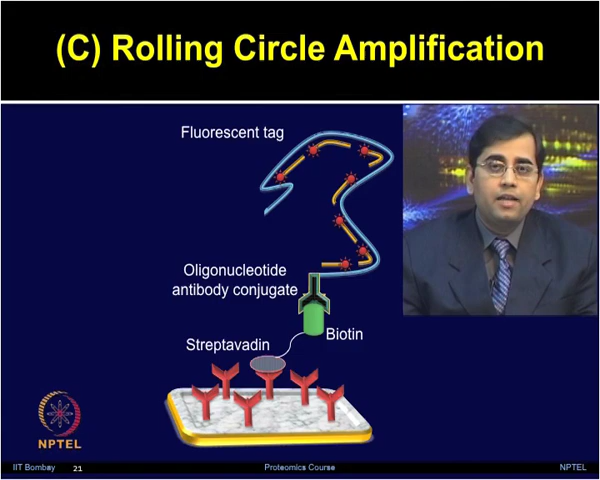 (C) Rolling Circle Amplification
Fluorescent tag
Oligonucleotide
antibody conjugate
Biotin
Streptavadin
NPTEL
IIT Bombay
21
Proteomics Course
NPTEL